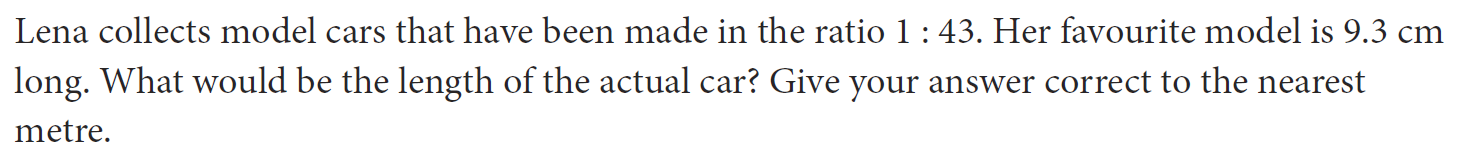 Lena collects model cars that have been made in the ratio 1 : 43. Her favourite model is 9.3 cm
long. What would be the length of the actual car? Give your answer correct to the nearest
metre.